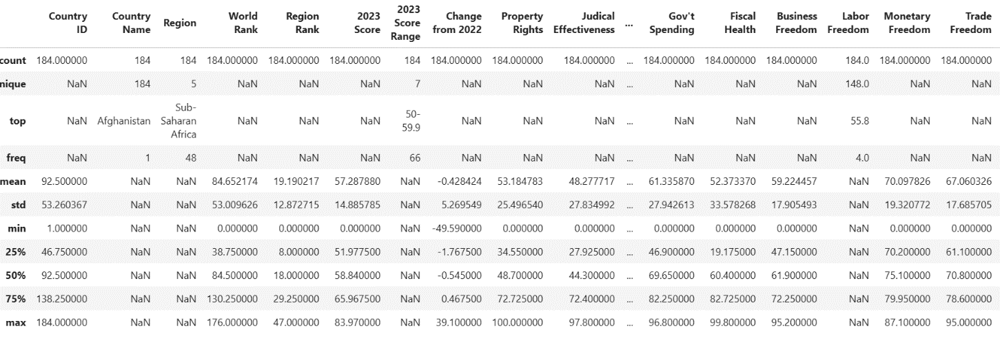 Country ID Country Name Region World Rank Region Rank 2023 Score 2023 Score Range Change from 2022 Property Rights Judical Effectiveness ... Gov't Spending Fiscal Health Business Freedom Labor Freedom Monetary Freedom Trade Freedom
count 184.000000 184 184 184.000000 184.000000 184.000000 184 184.000000 184.000000 184.000000 ... 184.000000 184.000000 184.000000 184.0 184.000000 184.000000
nique NaN 184 5 NaN NaN NaN 7 NaN NaN NaN ... NaN NaN NaN 148.0 NaN NaN
top NaN Afghanistan Sub-Saharan Africa NaN NaN NaN 50-59.9 NaN NaN NaN ... NaN NaN NaN 55.8 NaN NaN
freq NaN 1 48 NaN NaN NaN 66 NaN NaN NaN ... NaN NaN NaN 4.0 NaN NaN
mean 92.500000 NaN NaN 84.652174 19.190217 57.287880 NaN -0.428424 53.184783 48.277717 ... 61.335870 52.373370 59.224457 NaN 70.097826 67.060326
std 53.260367 NaN NaN 53.009626 12.872715 14.885785 NaN 5.269549 25.496540 27.834992 ... 27.942613 33.578268 17.905493 NaN 19.320772 17.685705
min 1.000000 NaN NaN 0.000000 0.000000 0.000000 NaN -49.590000 0.000000 0.000000 ... 0.000000 0.000000 0.000000 NaN 0.000000 0.000000
25% 46.750000 NaN NaN 38.750000 8.000000 51.977500 NaN -1.767500 34.550000 27.925000 ... 46.900000 19.175000 47.150000 NaN 70.200000 61.100000
50% 92.500000 NaN NaN 84.500000 18.000000 58.840000 NaN -0.545000 48.700000 44.300000 ... 69.650000 60.400000 61.900000 NaN 75.100000 70.800000
75% 138.250000 NaN NaN 130.250000 29.250000 65.967500 NaN 0.467500 72.725000 72.400000 ... 82.250000 82.725000 72.250000 NaN 79.950000 78.600000
max 184.000000 NaN NaN 176.000000 47.000000 83.970000 NaN 39.100000 100.000000 97.800000 ... 96.800000 99.800000 95.200000 NaN 87.100000 95.000000